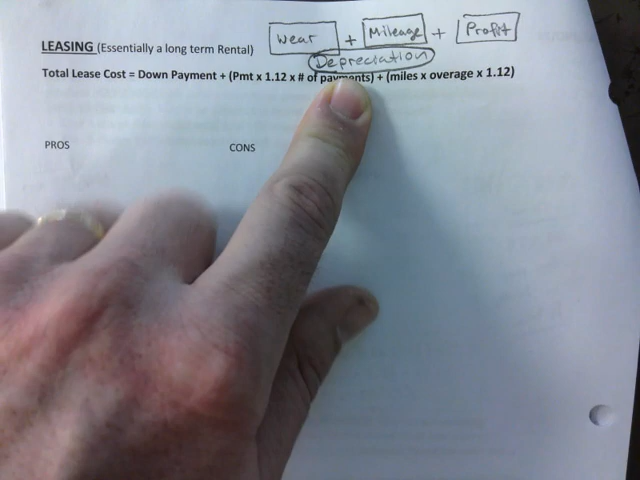 Wear + Mileage + Profit
LEASING (Essentially a long term Rental)
Depreciation
Total Lease Cost = Down Payment + (Pmt x 1.12 x # of payments) + (miles x overage x 1.12)
PROS CONS